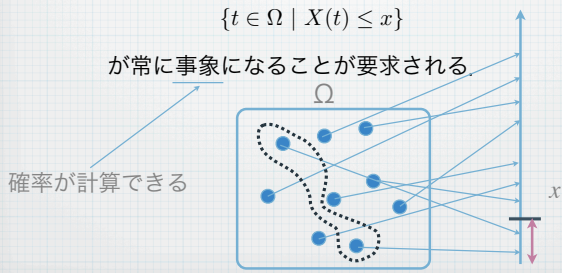 {t ∈ Ω | X(t) ≤ x}
が常に事象になることが要求される.
Ω
確率が計算できる
x